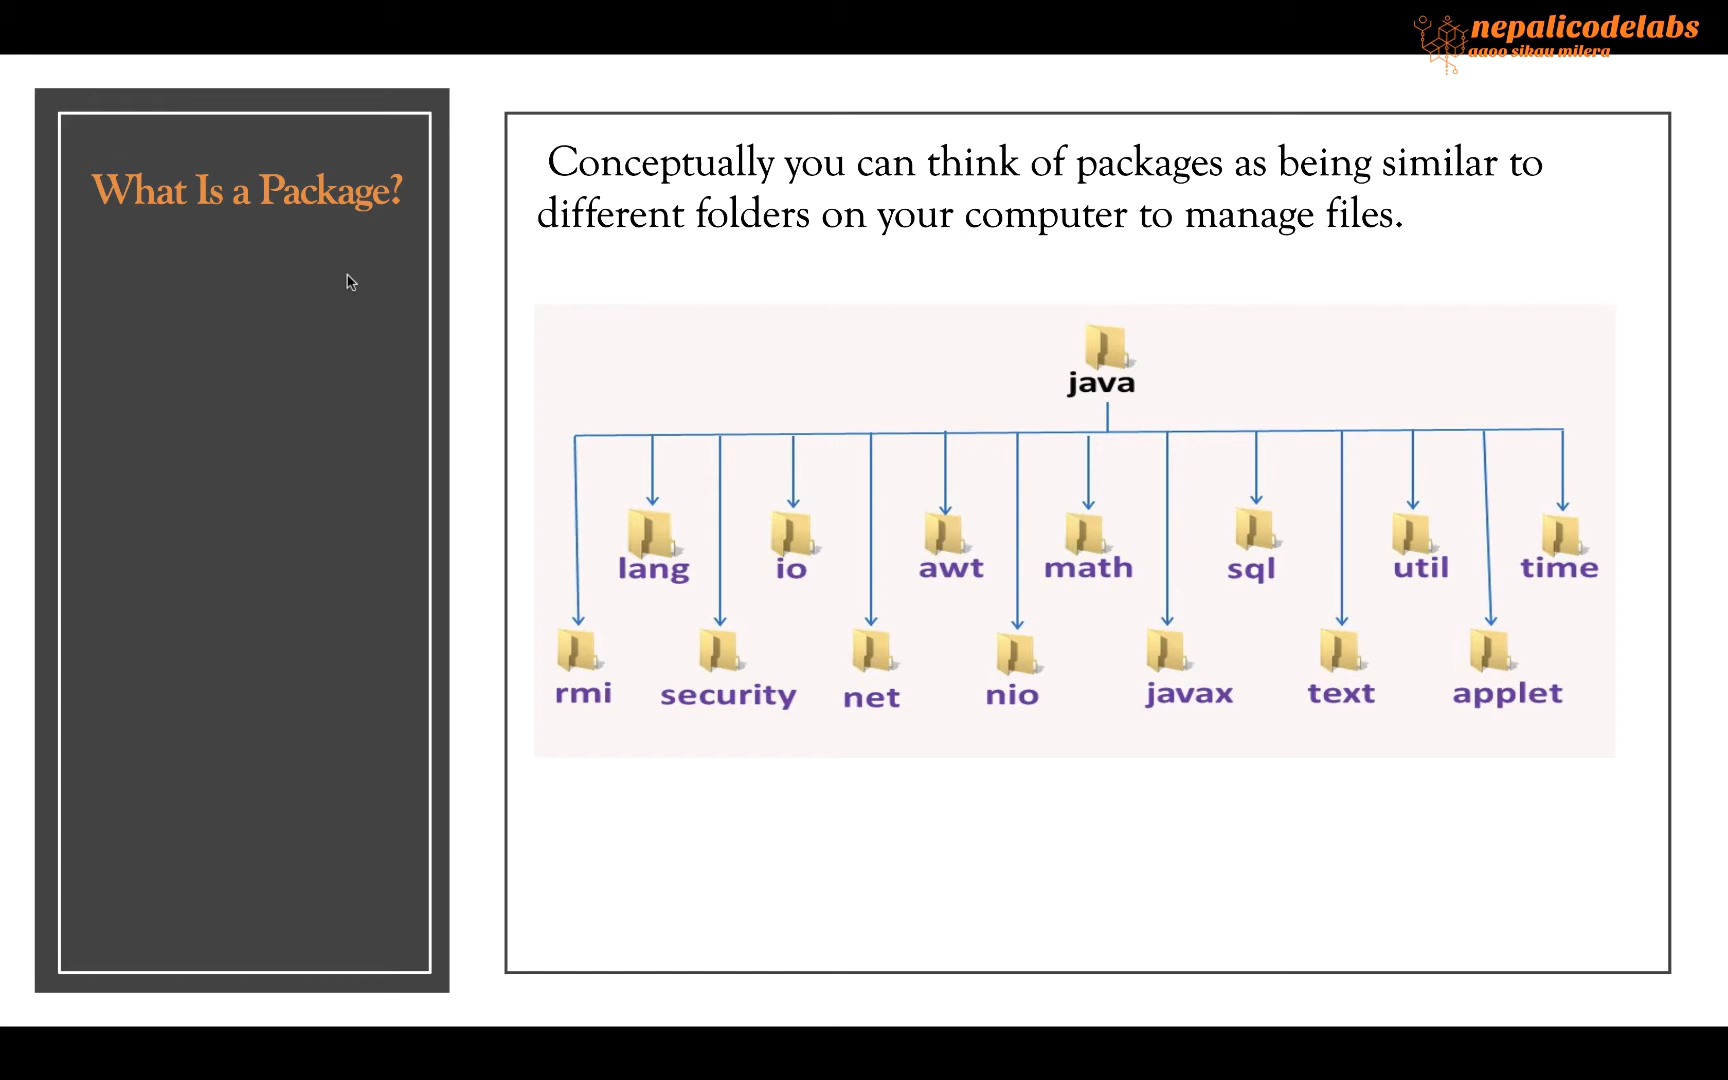 nepalicodelabs
aaoo sikau milera
What Is a Package?
Conceptually you can think of packages as being similar to
different folders on your computer to manage files.
java
lang io awt math sql util time
rmi security net nio javax text applet